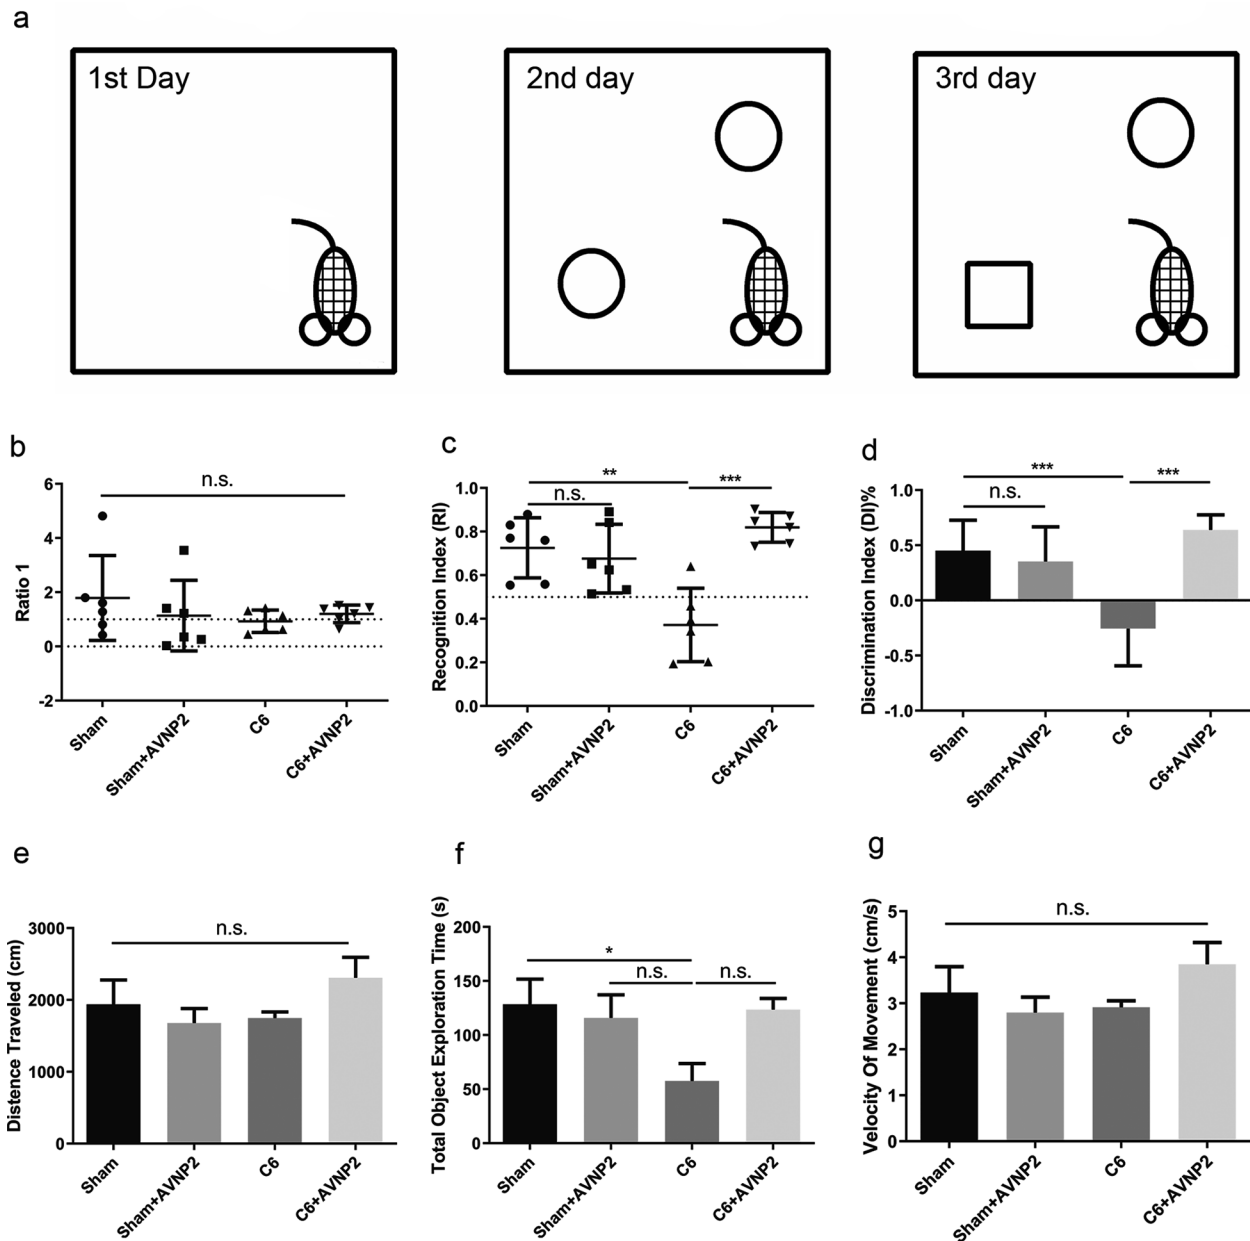 a
1st Day
2nd day
3rd day
b
n.s.
6
4
2
0
-2
Ratio 1
Sham
Sham+AVNP2
C6
C6+AVNP2
c
**
***
n.s.
1.0
0.8
0.6
0.4
0.2
0.0
Recognition Index (RI)
Sham
Sham+AVNP2
C6
C6+AVNP2
d
***
***
n.s.
1.0
0.5
0.0
-0.5
-1.0
Discrimination Index (DI)%
Sham
Sham+AVNP2
C6
C6+AVNP2
e
n.s.
3000
2000
1000
0
Distence Traveled (cm)
Sham
Sham+AVNP2
C6
C6+AVNP2
f
*
n.s.
n.s.
200
150
100
50
0
Total Object Exploration Time (s)
Sham
Sham+AVNP2
C6
C6+AVNP2
g
n.s.
5
4
3
2
1
0
Velocity Of Movement (cm/s)
Sham
Sham+AVNP2
C6
C6+AVNP2